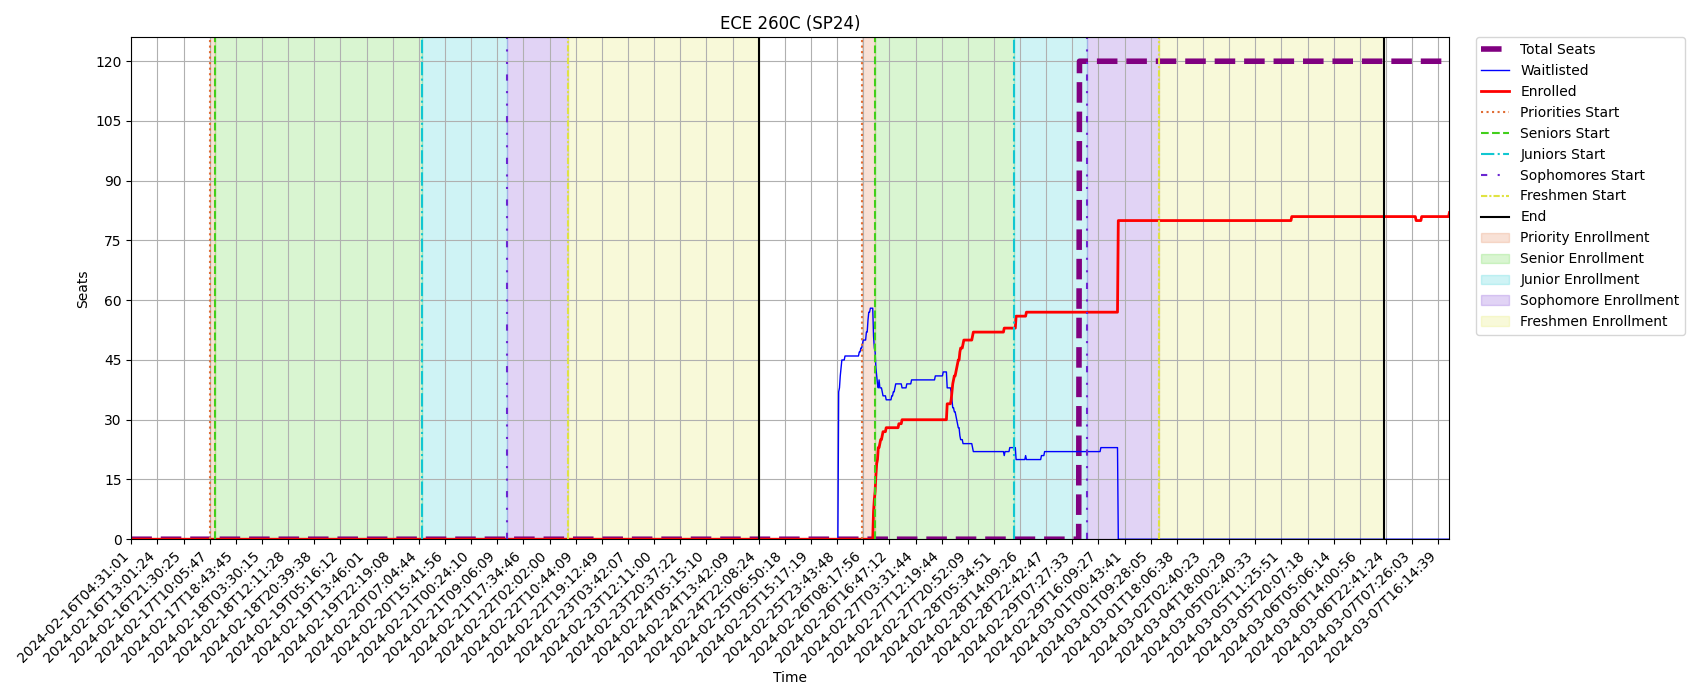 ECE 260C (SP24)
Total Seats
Waitlisted
Enrolled
Priorities Start
Seniors Start
Juniors Start
Sophomores Start
Freshmen Start
End
Priority Enrollment
Senior Enrollment
Junior Enrollment
Sophomore Enrollment
Freshmen Enrollment
Seats
120
105
90
75
60
45
30
15
0
2024-02-16T04:31:01
2024-02-16T13:01:24
2024-02-16T21:30:25
2024-02-17T10:05:47
2024-02-17T18:43:45
2024-02-18T03:30:15
2024-02-18T12:11:28
2024-02-18T20:39:38
2024-02-19T05:16:12
2024-02-19T13:46:01
2024-02-19T22:19:08
2024-02-20T07:04:44
2024-02-20T15:41:56
2024-02-21T00:24:10
2024-02-21T09:06:09
2024-02-21T17:34:46
2024-02-22T02:02:00
2024-02-22T10:44:09
2024-02-22T19:12:49
2024-02-23T03:42:07
2024-02-23T12:11:00
2024-02-23T20:37:22
2024-02-24T05:15:10
2024-02-24T13:42:09
2024-02-24T22:08:24
2024-02-25T06:50:18
2024-02-25T15:17:19
2024-02-25T23:43:48
2024-02-26T08:17:56
2024-02-26T16:47:12
2024-02-27T03:31:44
2024-02-27T12:19:44
2024-02-27T20:52:09
2024-02-28T05:34:51
2024-02-28T14:09:26
2024-02-28T22:42:47
2024-02-29T07:27:33
2024-02-29T16:09:27
2024-03-01T00:43:41
2024-03-01T09:28:05
2024-03-01T18:06:38
2024-03-02T02:40:23
2024-03-04T18:00:29
2024-03-05T02:40:33
2024-03-05T11:25:51
2024-03-05T20:07:18
2024-03-06T05:06:14
2024-03-06T14:00:56
2024-03-06T22:41:24
2024-03-07T07:26:03
2024-03-07T16:14:39
Time